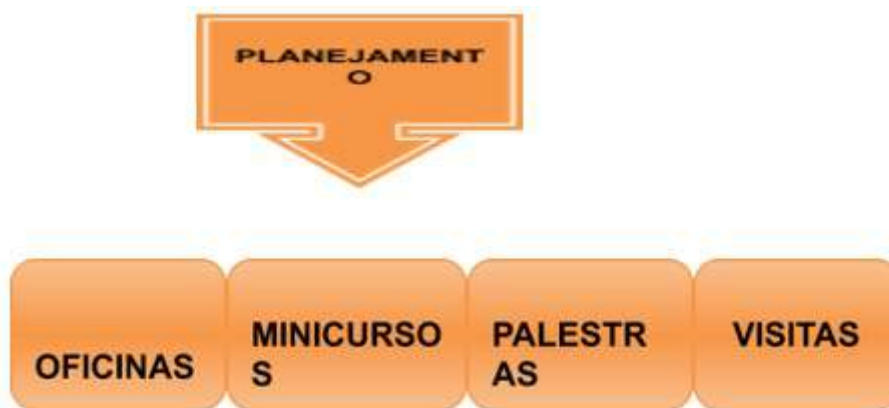 PLANEJAMENT
O
OFICINAS
MINICURSO
S
PALESTR
AS
VISITAS